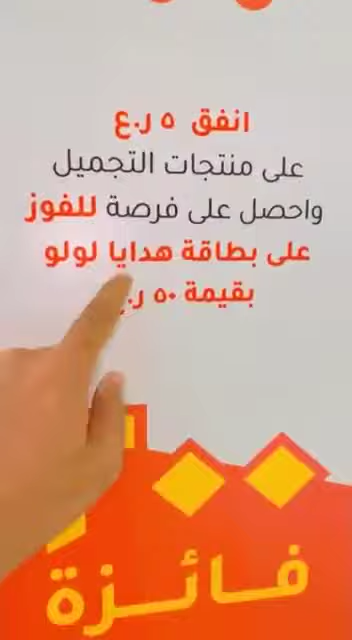 انفق ٥ ر.ع
على منتجات التجميل
واحصل على فرصة للفوز
على بطاقة هدايا لولو
بقيمة ٥٠ ر.ع
فائزة